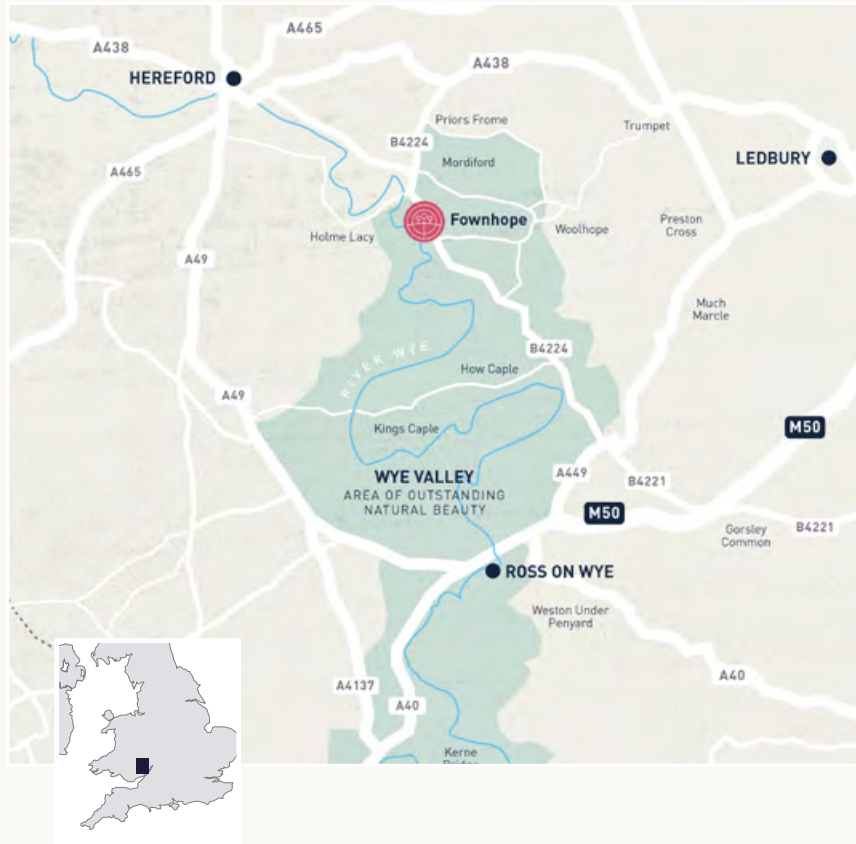 A465
A438
HEREFORD
A438
Priors Frome
Trumpet
B4224
LEDBURY
Mordiford
A465
Fownhope
Preston
Cross
Woolhope
Holme Lacy
A49
Much
Marcle
RIVER WYE
B4224
How Caple
A49
Kings Caple
M50
WYE VALLEY
AREA OF OUTSTANDING
NATURAL BEAUTY
A449
B4221
M50
Gorsley
Common
B4221
ROSS ON WYE
Weston Under
Penyard
A40
A4137
A40
Kerne